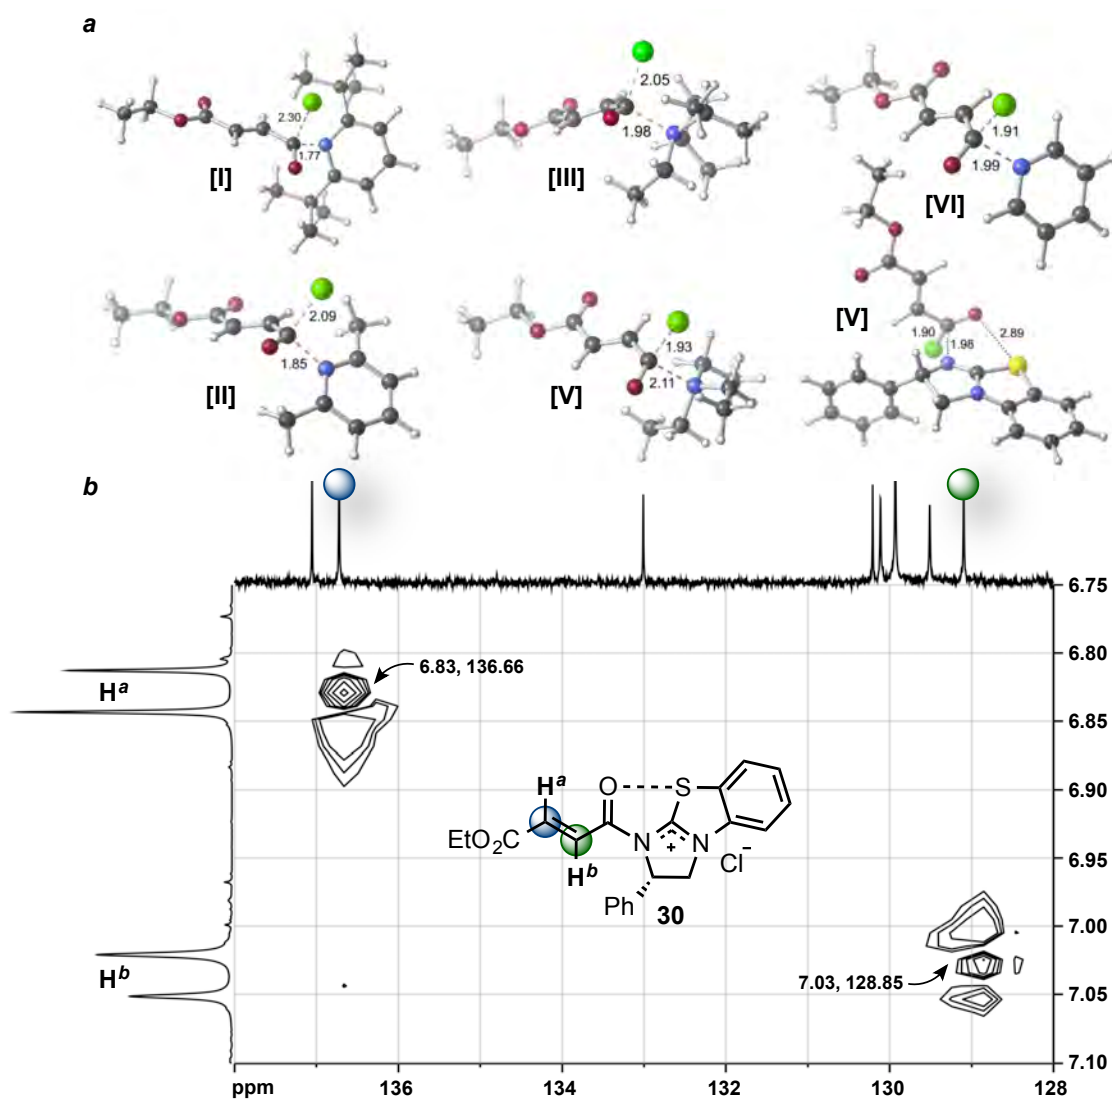 a
2.30
1.77
[I]
2.05
1.98
[III]
1.91
1.99
[VI]
2.09
1.85
[II]
1.93
2.11
[V]
[V]
1.90
1.98
2.89
b
6.75
6.80
6.85
6.90
6.95
7.00
7.05
7.10
Ha
6.83, 136.66
Hb
7.03, 128.85
Ha
O
S
EtO2C
N
N
+
Cl−
Hb
Ph
30
ppm
136
134
132
130
128